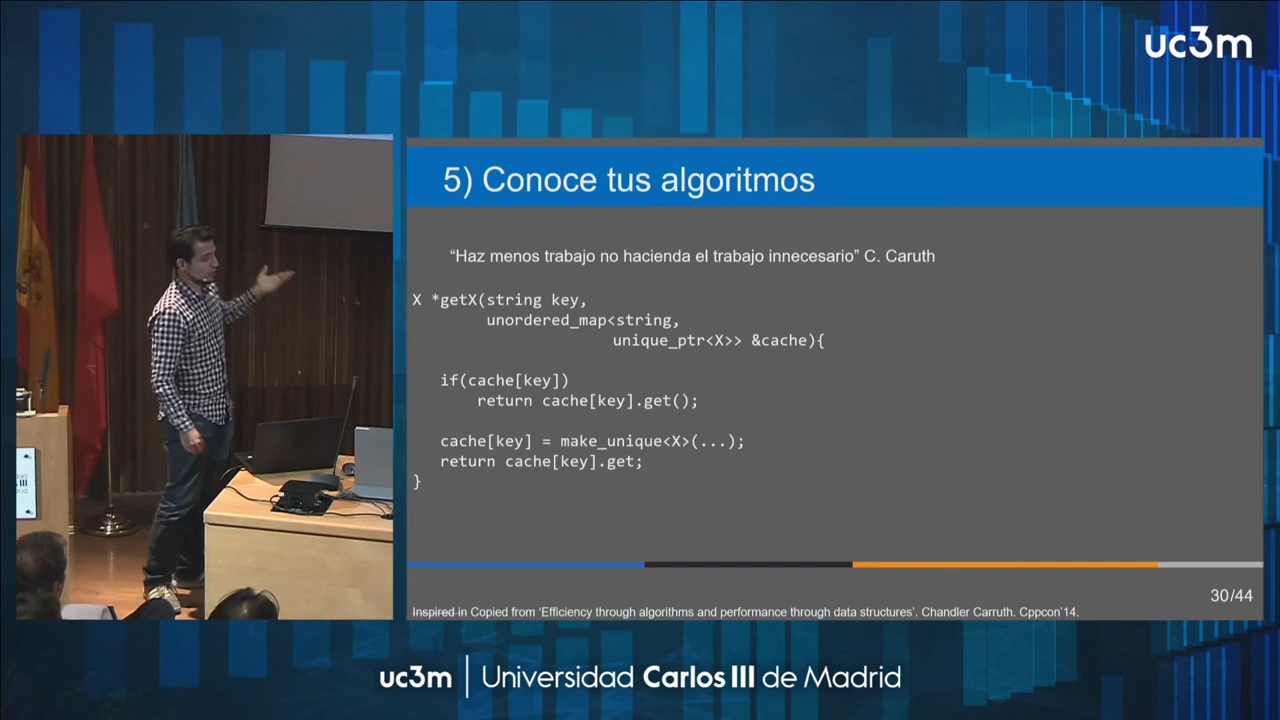 uc3m
5) Conoce tus algoritmos
“Haz menos trabajo no hacienda el trabajo innecesario” C. Caruth
X *getX(string key,
unordered_map<string,
unique_ptr<X>> &cache){
if(cache[key])
return cache[key].get();
cache[key] = make_unique<X>(...);
return cache[key].get;
}
30/44
Inspired in Copied from ‘Efficiency through algorithms and performance through data structures’. Chandler Carruth. Cppcon’14.
uc3m | Universidad Carlos III de Madrid